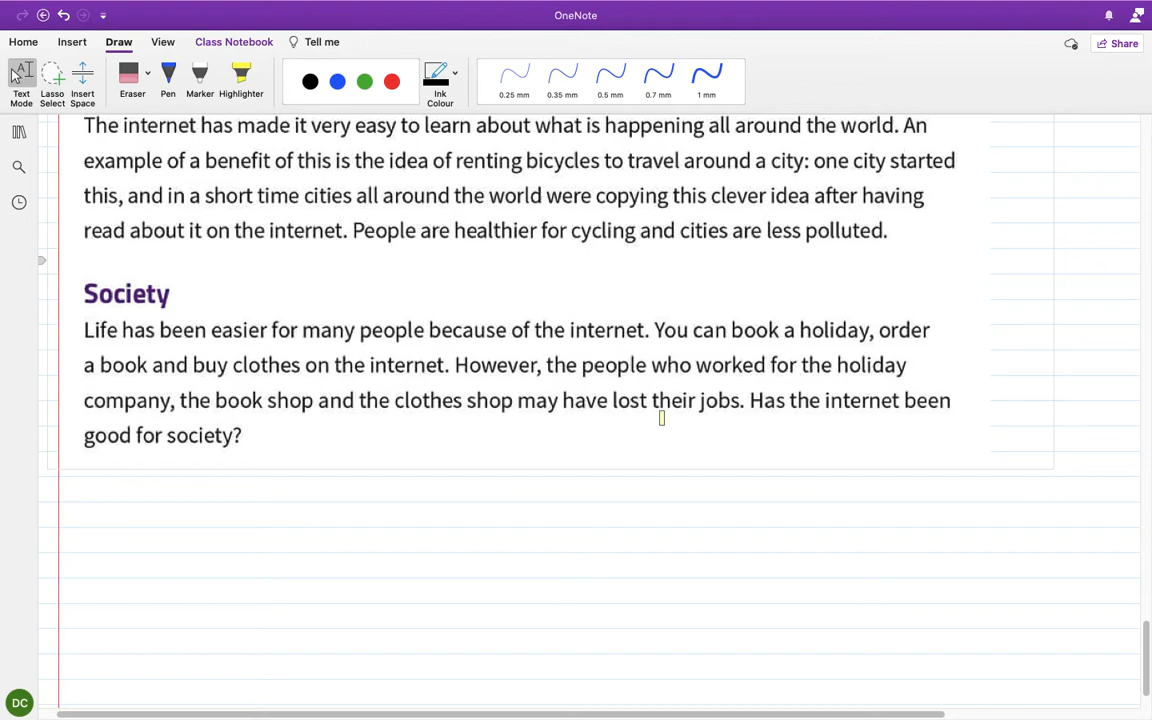 OneNote
Home Insert Draw View Class Notebook Tell me
Share
Text Mode
Lasso Select
Insert Space
Eraser
Pen
Marker
Highlighter
Ink Colour
0.25 mm 0.35 mm 0.5 mm 0.7 mm 1 mm
The internet has made it very easy to learn about what is happening all around the world. An
example of a benefit of this is the idea of renting bicycles to travel around a city: one city started
this, and in a short time cities all around the world were copying this clever idea after having
read about it on the internet. People are healthier for cycling and cities are less polluted.
Society
Life has been easier for many people because of the internet. You can book a holiday, order
a book and buy clothes on the internet. However, the people who worked for the holiday
company, the book shop and the clothes shop may have lost their jobs. Has the internet been
good for society?
DC